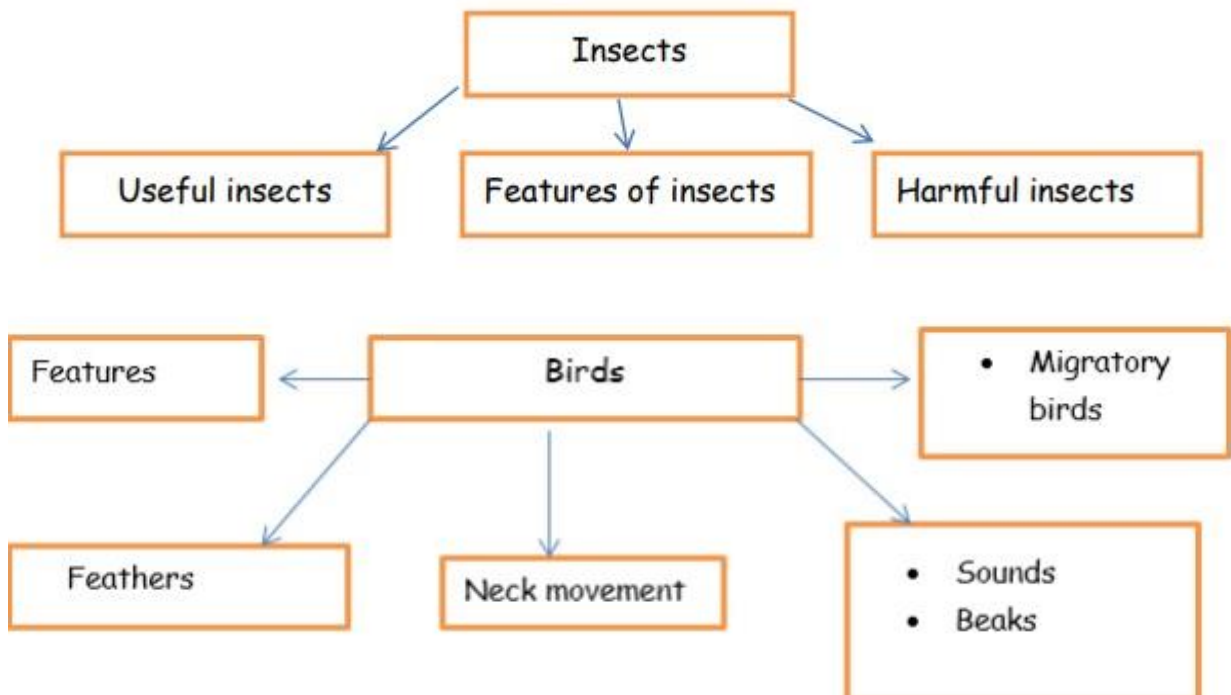 Insects
Useful insects
Features of insects
Harmful insects
Features
Birds
• Migratory
birds
Feathers
Neck movement
• Sounds
• Beaks